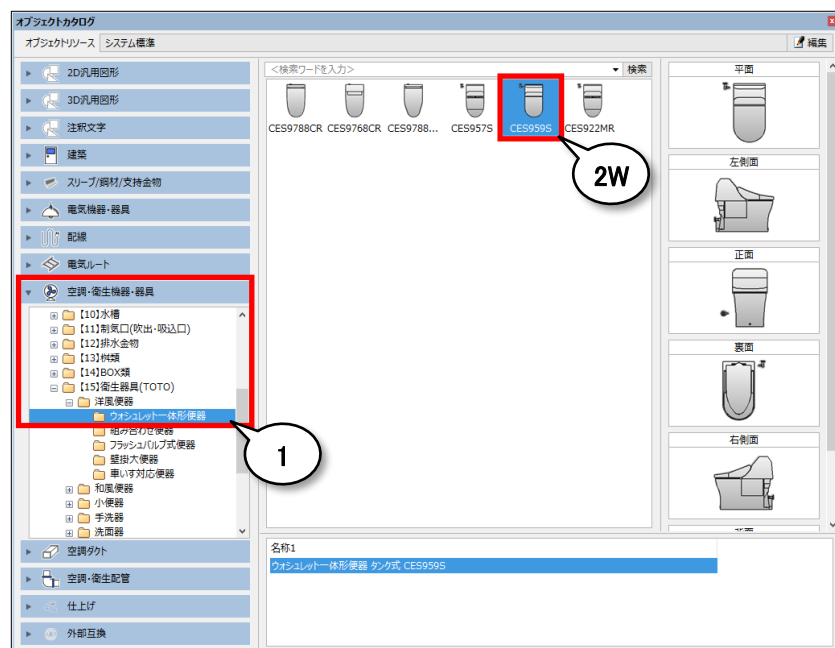 オブジェクトカタログ
オブジェクトリソース システム標準
編集
2D汎用図形
3D汎用図形
注釈文字
建築
スリーブ/鋼材/支持金物
電気機器・器具
配線
電気ルート
空調・衛生機器・器具
【10】水槽
【11】制気口(吹出・吸込口)
【12】排水金物
【13】桝類
【14】BOX類
【15】衛生器具(TOTO)
洋風便器
ウォシュレット一体形便器
組み合わせ便器
フラッシュバルブ式便器
壁掛大便器
車いす対応便器
和風便器
小便器
手洗器
洗面器
空調ダクト
空調・衛生配管
仕上げ
外部互換
1
<検索ワードを入力>
検索
CES9788CR CES9768CR CES9788... CES957S CES959S CES922MR
2W
名称1
ウォシュレット一体形便器 タンク式 CES959S
平面
左側面
正面
裏面
右側面